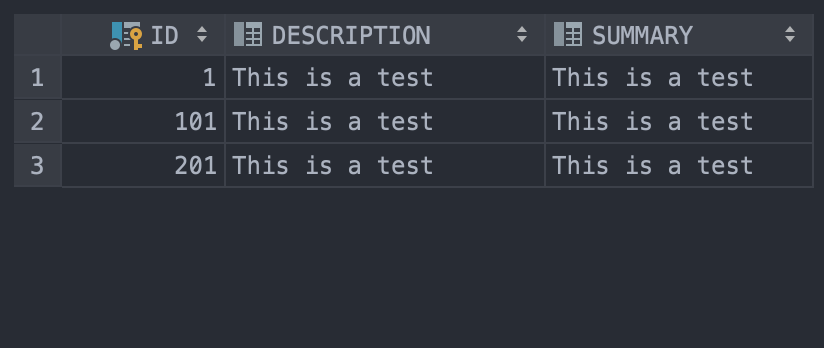 ID DESCRIPTION SUMMARY
1 1 This is a test This is a test
2 101 This is a test This is a test
3 201 This is a test This is a test